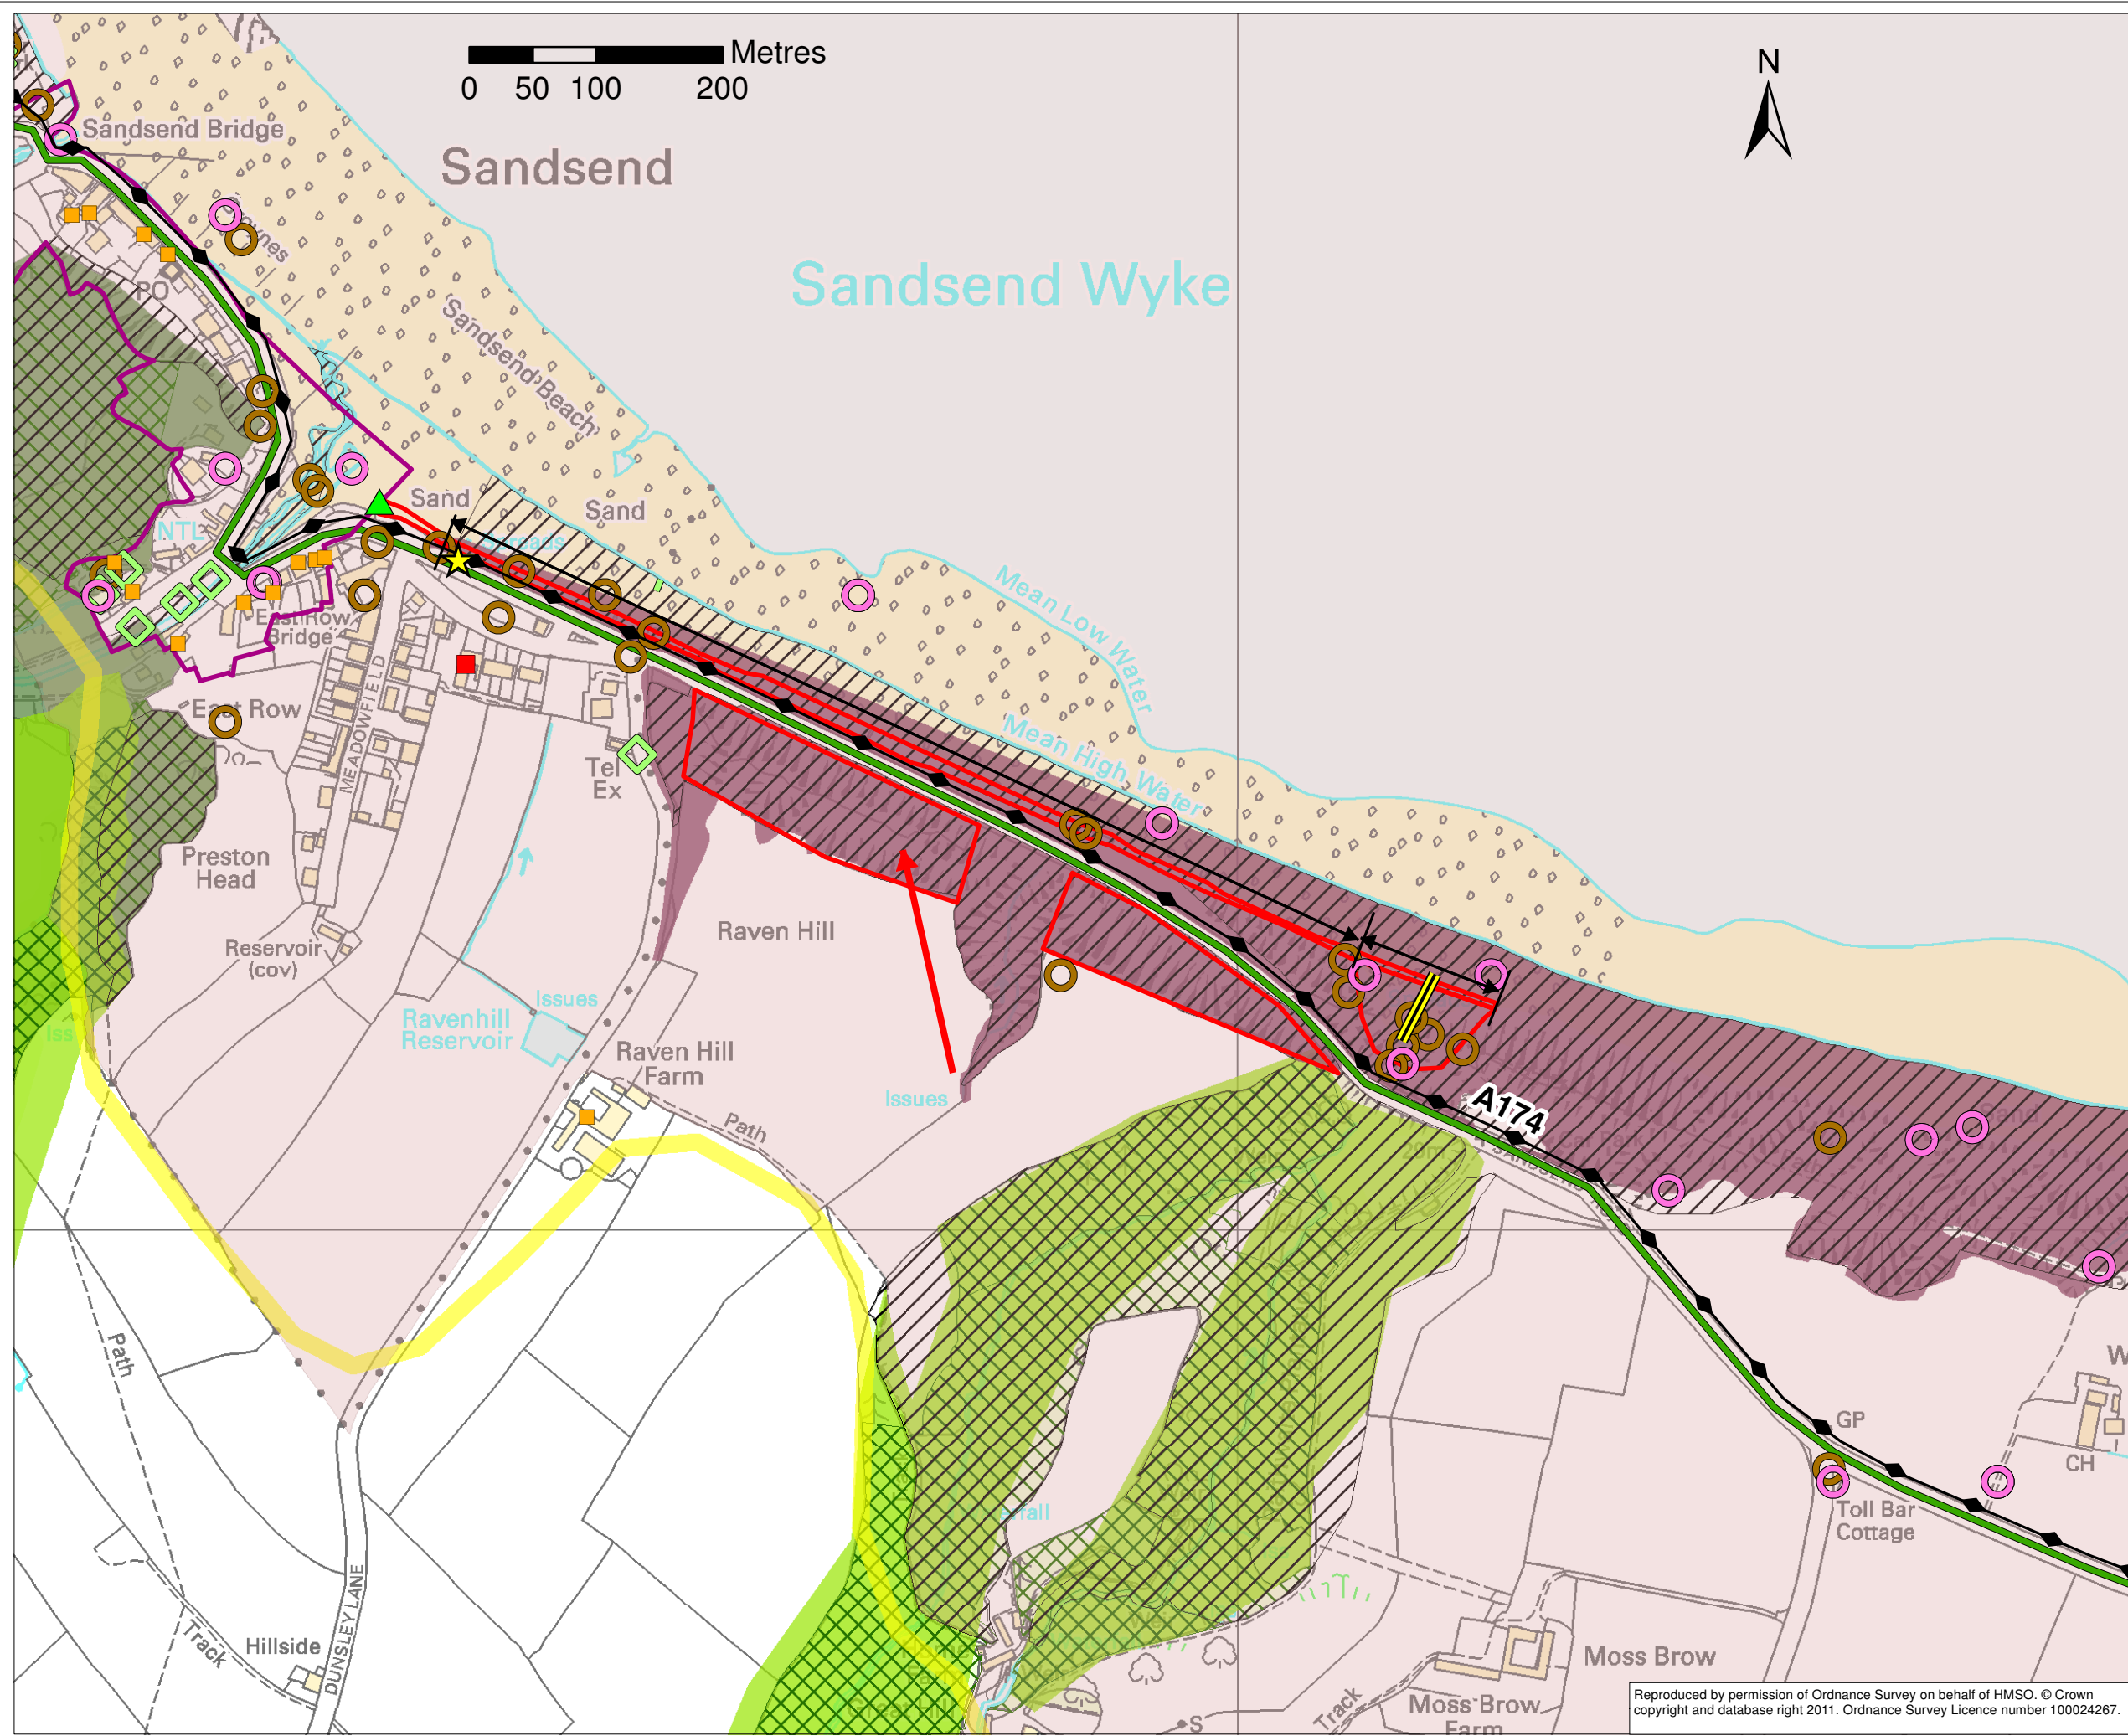 Metres
0 50 100 200
N
Sandsend Bridge
Sandsend
Sandsend Wyke
PO
Sandsend Beach
Sand
Sand
NTL
Mean Low Water
Mean High Water
East Row
Bridge
East Row
MEADOWFIELD
Tel
Ex
Preston
Head
Raven Hill
Reservoir
(cov)
Issues
Ravenhill
Reservoir
Raven Hill
Farm
Issues
Path
A174
Car Park
Sand
Path
Path
GP
CH
Toll Bar
Cottage
Hillside
Track
DUNSLEY LANE
Moss Brow
Moss Brow
Farm
Track
S
Reproduced by permission of Ordnance Survey on behalf of HMSO. © Crown
copyright and database right 2011. Ordnance Survey Licence number 100024267.